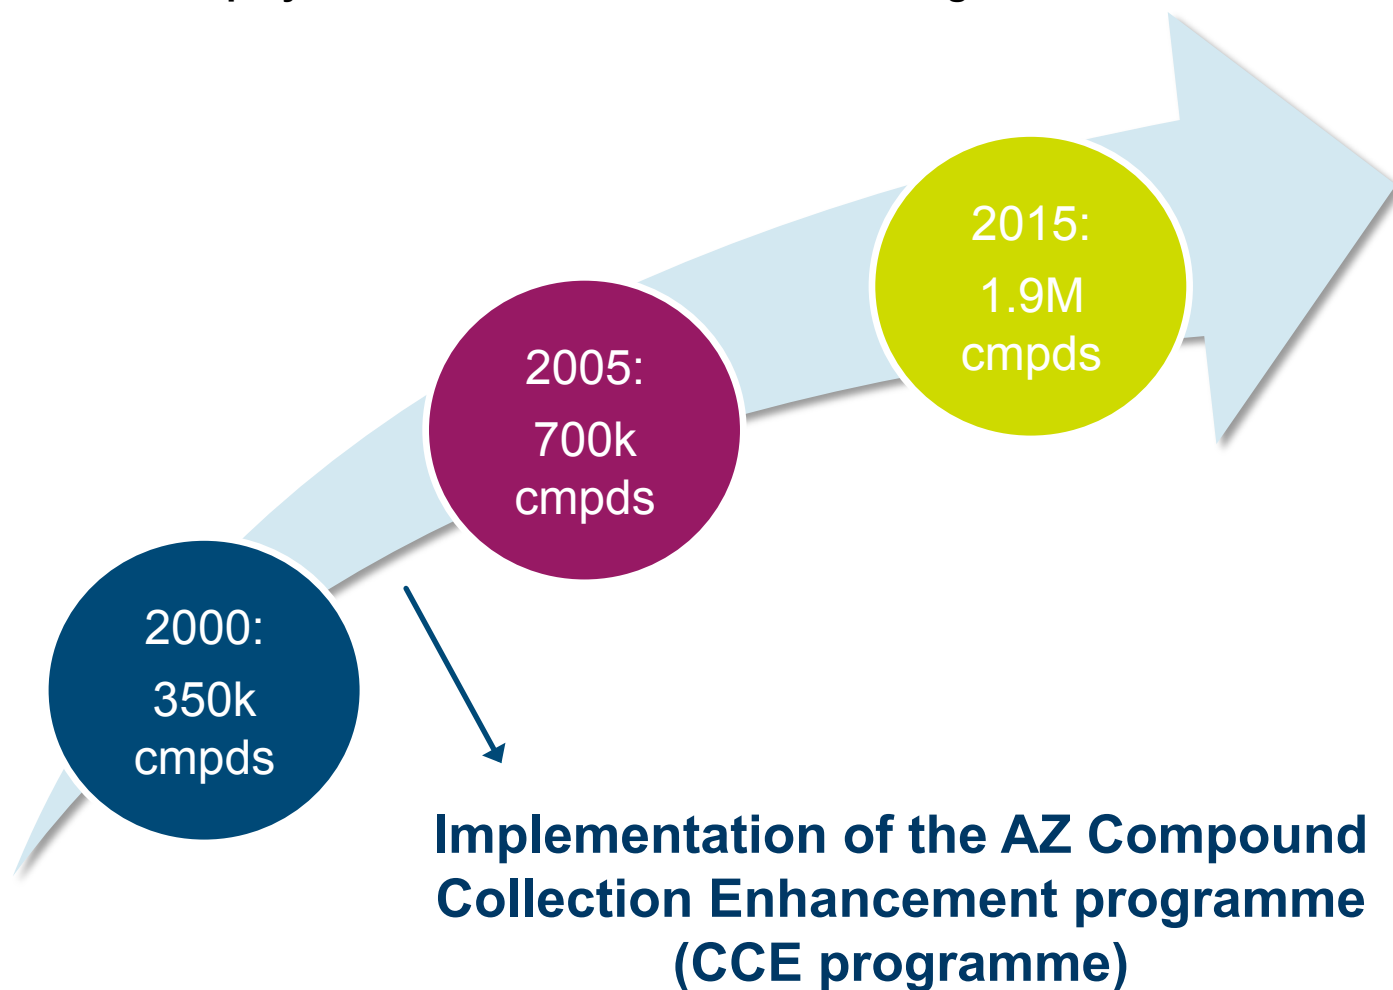 2000:
350k
cmpds
2005:
700k
cmpds
2015:
1.9M
cmpds
Implementation of the AZ Compound
Collection Enhancement programme
(CCE programme)